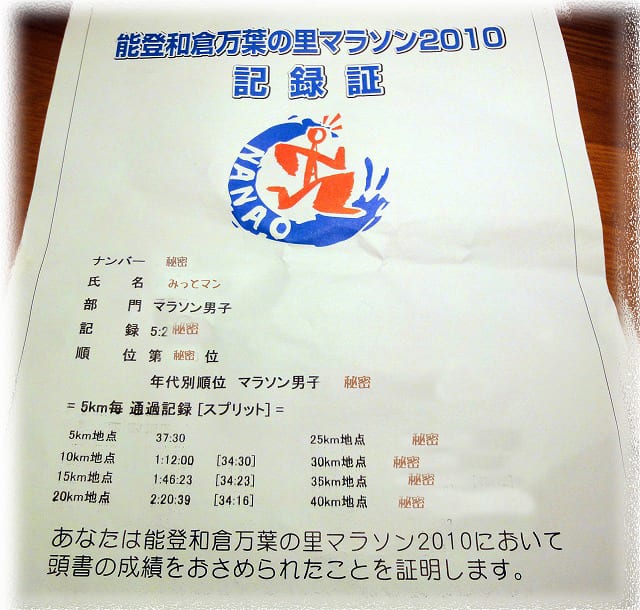 能登和倉万葉の里マラソン2010
記録証
NANAO
ナンバー 秘密
氏 名 みっとマン
部 門 マラソン男子
記 録 5:2 秘密
順 位 第 秘密 位
年代別順位 マラソン男子 秘密
= 5km毎 通過記録 [スプリット] =
5km地点 37:30 25km地点 秘密
10km地点 1:12:00 [34:30] 30km地点 秘密
15km地点 1:46:23 [34:23] 35km地点 秘密
20km地点 2:20:39 [34:16] 40km地点 秘密
あなたは能登和倉万葉の里マラソン2010において
頭書の成績をおさめられたことを証明します。